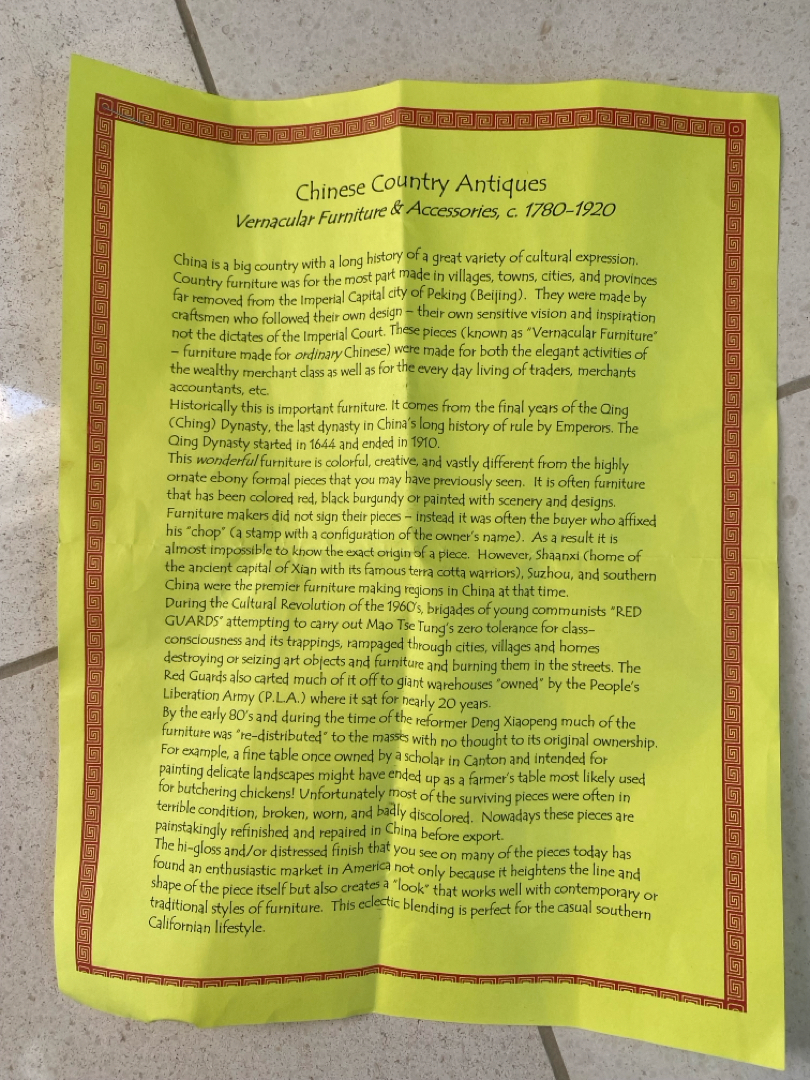 Chinese Country Antiques
Vernacular Furniture & Accessories, c. 1780-1920
China is a big country with a long history of a great variety of cultural expression.
Country furniture was for the most part made in villages, towns, cities, and provinces
far removed from the Imperial Capital city of Peking (Beijing). They were made by
craftsmen who followed their own design – their own sensitive vision and inspiration
not the dictates of the Imperial Court. These pieces (known as "Vernacular Furniture"
– furniture made for ordinary Chinese) were made for both the elegant activities of
the wealthy merchant class as well as for the every day living of traders, merchants
accountants, etc.
Historically this is important furniture. It comes from the final years of the Qing
(Ching) Dynasty, the last dynasty in China's long history of rule by Emperors. The
Qing Dynasty started in 1644 and ended in 1910.
This wonderful furniture is colorful, creative, and vastly different from the highly
ornate ebony formal pieces that you may have previously seen. It is often furniture
that has been colored red, black burgundy or painted with scenery and designs.
Furniture makers did not sign their pieces – instead it was often the buyer who affixed
his "chop" (a stamp with a configuration of the owner's name). As a result it is
almost impossible to know the exact origin of a piece. However, Shaanxi (home of
the ancient capital of Xian with its famous terra cotta warriors), Suzhou, and southern
China were the premier furniture making regions in China at that time.
During the Cultural Revolution of the 1960's, brigades of young communists "RED
GUARDS" attempting to carry out Mao Tse Tung's zero tolerance for class-
consciousness and its trappings, rampaged through cities, villages and homes
destroying or seizing art objects and furniture and burning them in the streets. The
Red Guards also carted much of it off to giant warehouses "owned" by the People's
Liberation Army (P.L.A.) where it sat for nearly 20 years.
By the early 80's and during the time of the reformer Deng Xiaopeng much of the
furniture was "re-distributed" to the masses with no thought to its original ownership.
For example, a fine table once owned by a scholar in Canton and intended for
painting delicate landscapes might have ended up as a farmer's table most likely used
for butchering chickens! Unfortunately most of the surviving pieces were often in
terrible condition, broken, worn, and badly discolored. Nowadays these pieces are
painstakingly refinished and repaired in China before export.
The hi-gloss and/or distressed finish that you see on many of the pieces today has
found an enthusiastic market in America not only because it heightens the line and
shape of the piece itself but also creates a "look" that works well with contemporary or
traditional styles of furniture. This eclectic blending is perfect for the casual southern
Californian lifestyle.